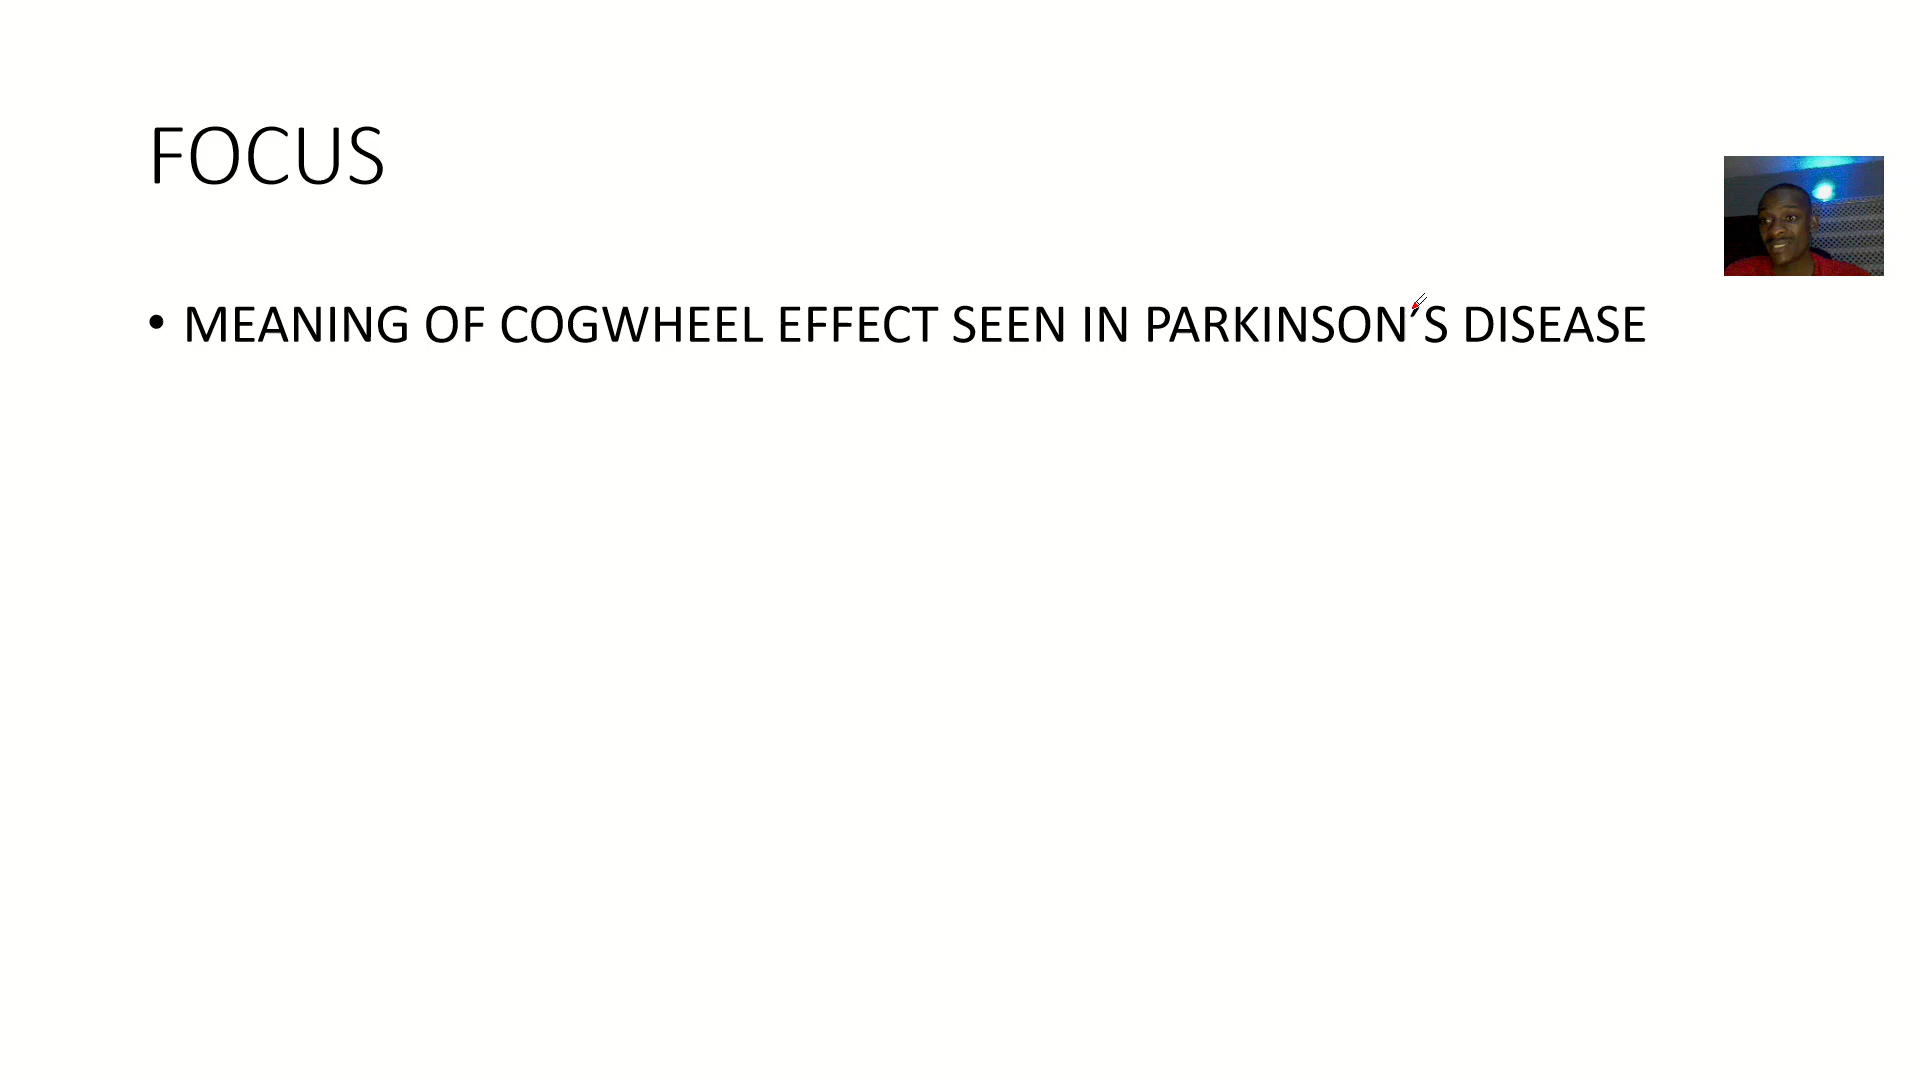 FOCUS
• MEANING OF COGWHEEL EFFECT SEEN IN PARKINSON’S DISEASE